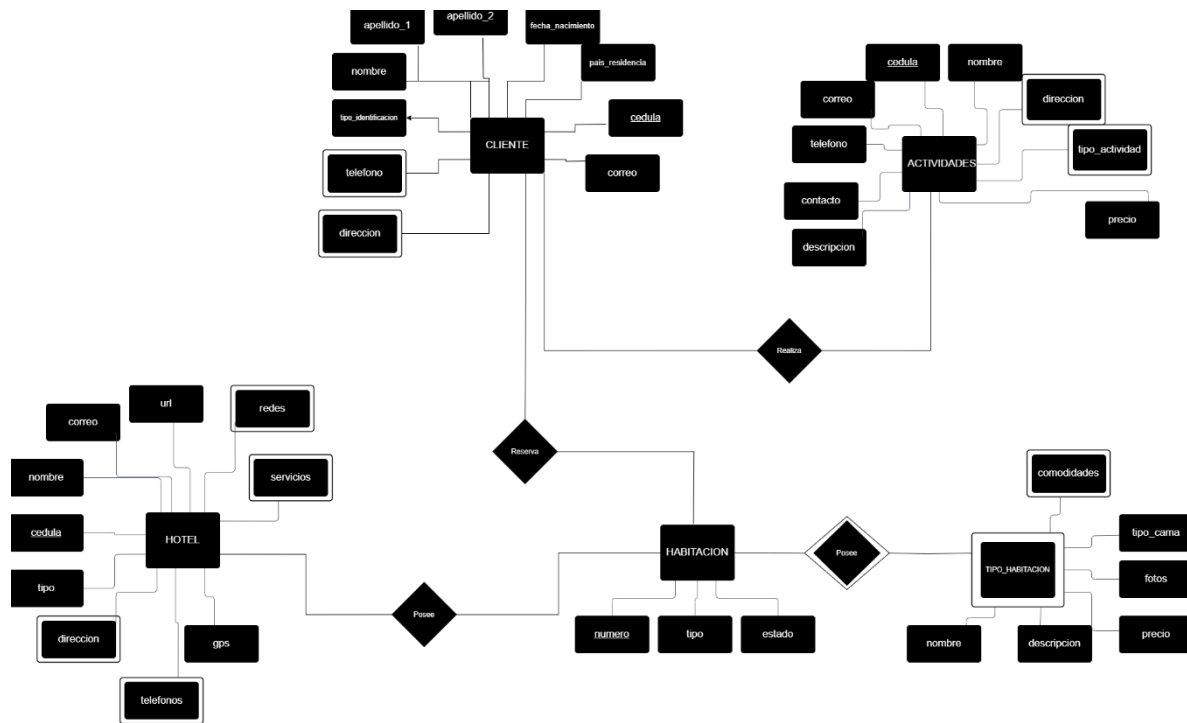 apellido_1
apellido_2
fecha_nacimiento
nombre
pais_residencia
tipo_identificacion
cedula
CLIENTE
telefono
correo
direccion
cedula
nombre
correo
direccion
telefono
tipo_actividad
ACTIVIDADES
contacto
precio
descripcion
Realiza
url
redes
correo
nombre
servicios
cedula
HOTEL
tipo
direccion
gps
telefonos
Reserva
Posee
HABITACION
numero
tipo
estado
Posee
comodidades
TIPO_HABITACION
tipo_cama
fotos
nombre
descripcion
precio